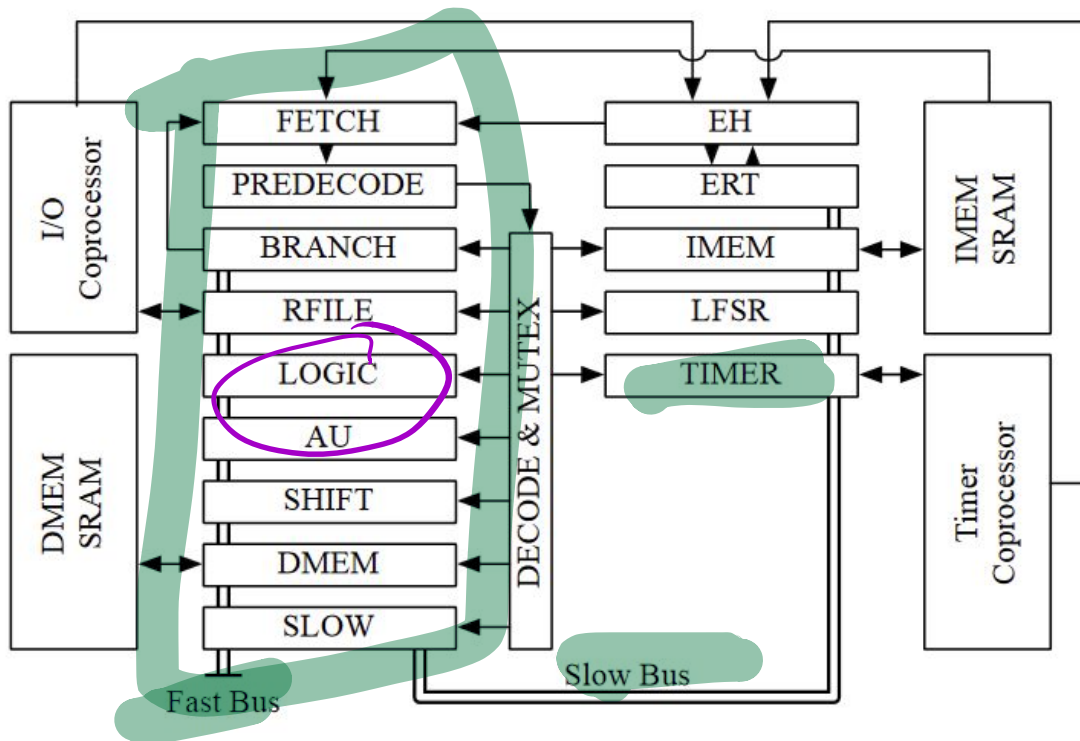 I/O
Coprocessor
DMEM
SRAM
FETCH
PREDECODE
BRANCH
RFILE
LOGIC
AU
SHIFT
DMEM
SLOW
Fast Bus
DECODE & MUTEX
EH
ERT
IMEM
LFSR
TIMER
Slow Bus
IMEM
SRAM
Timer
Coprocessor